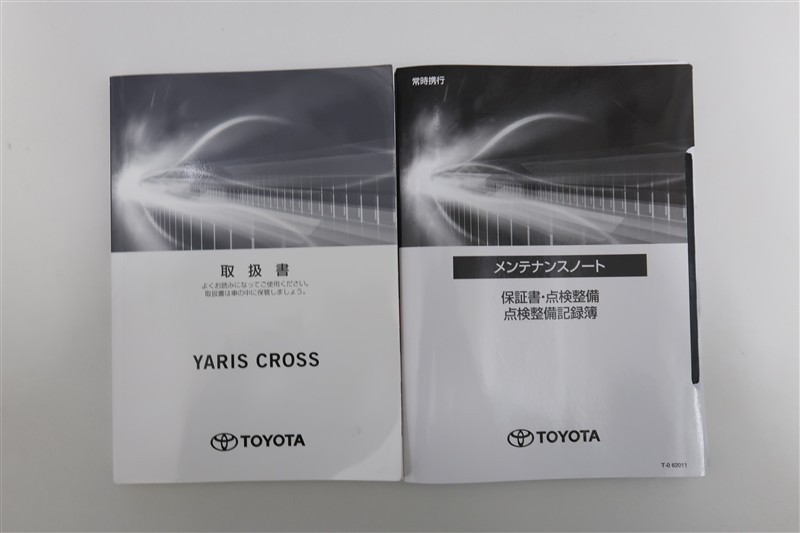 取扱書
よくお読みになってご使用ください。
取扱書は車の中に保管しましょう。
YARIS CROSS
TOYOTA
常時携行
メンテナンスノート
保証書・点検整備
点検整備記録簿
TOYOTA
T-0 62011